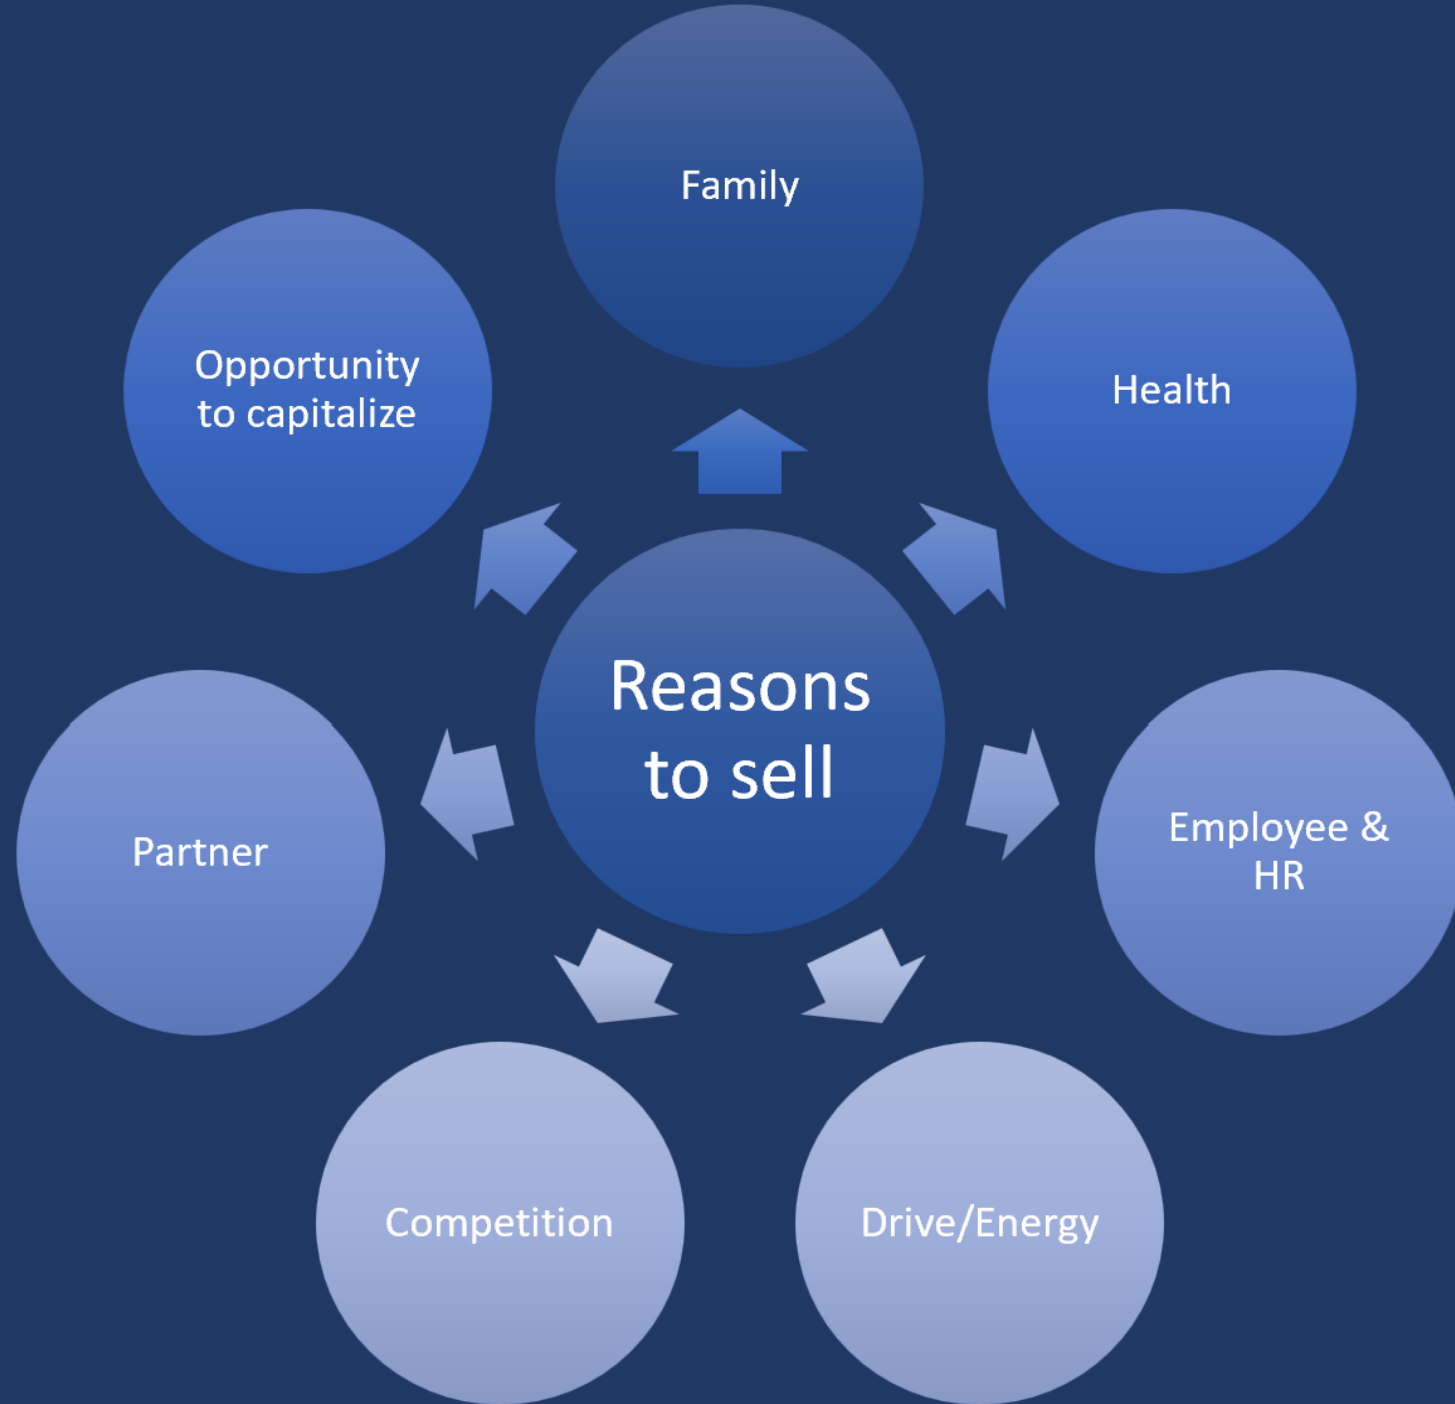 Family
Opportunity
to capitalize
Health
Reasons
to sell
Partner
Employee &
HR
Competition
Drive/Energy